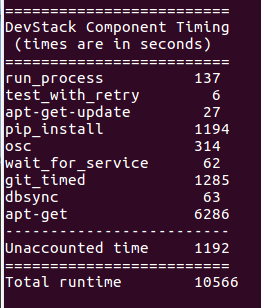 =========================
DevStack Component Timing
 (times are in seconds)
=========================
run_process          137
test_with_retry        6
apt-get-update        27
pip_install          1194
osc                  314
wait_for_service      62
git_timed            1285
dbsync                63
apt-get              6286
-------------------------
Unaccounted time     1192
=========================
Total runtime        10566